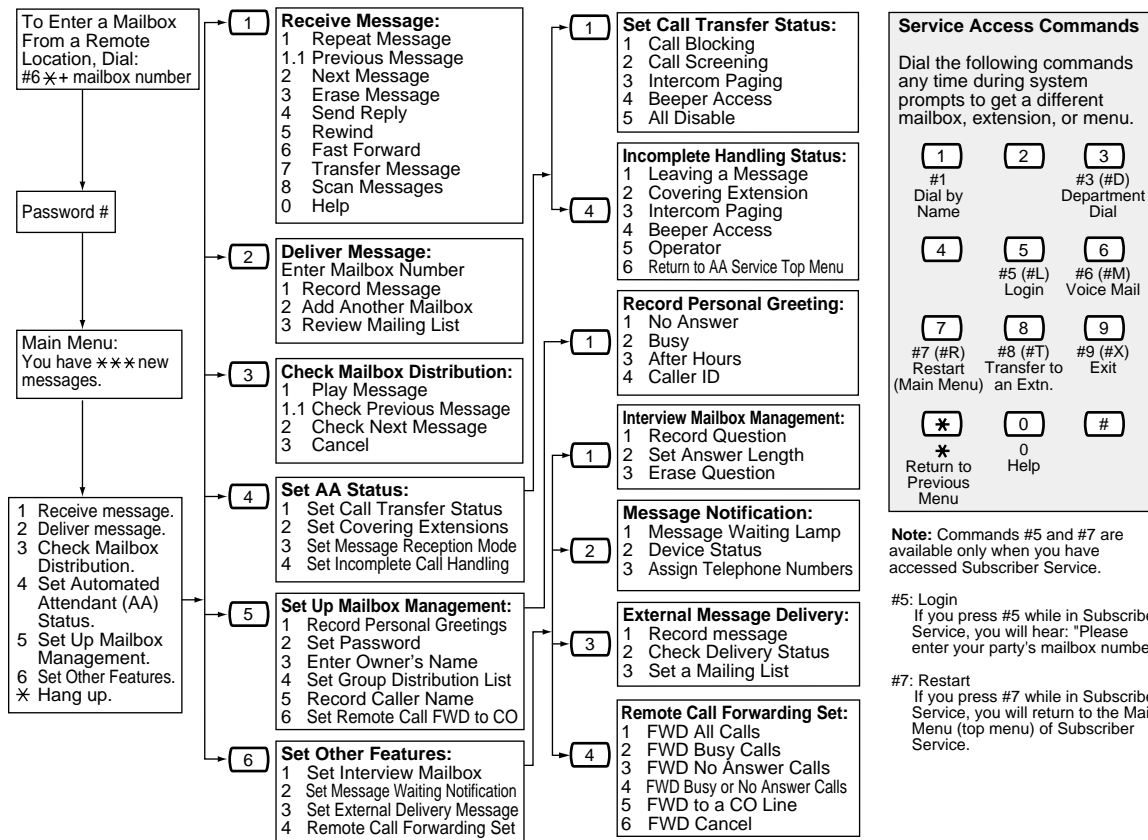 To Enter a Mailbox
From a Remote
Location, Dial:
#6 ✳ + mailbox number
Password #
Main Menu:
You have ✳✳✳ new
messages.
1 Receive message.
2 Deliver message.
3 Check Mailbox
Distribution.
4 Set Automated
Attendant (AA)
Status.
5 Set Up Mailbox
Management.
6 Set Other Features.
✳ Hang up.
1
Receive Message:
1 Repeat Message
1.1 Previous Message
2 Next Message
3 Erase Message
4 Send Reply
5 Rewind
6 Fast Forward
7 Transfer Message
8 Scan Messages
0 Help
2
Deliver Message:
Enter Mailbox Number
1 Record Message
2 Add Another Mailbox
3 Review Mailing List
3
Check Mailbox Distribution:
1 Play Message
1.1 Check Previous Message
2 Check Next Message
3 Cancel
4
Set AA Status:
1 Set Call Transfer Status
2 Set Covering Extensions
3 Set Message Reception Mode
4 Set Incomplete Call Handling
5
Set Up Mailbox Management:
1 Record Personal Greetings
2 Set Password
3 Enter Owner's Name
4 Set Group Distribution List
5 Record Caller Name
6 Set Remote Call FWD to CO
6
Set Other Features:
1 Set Interview Mailbox
2 Set Message Waiting Notification
3 Set External Delivery Message
4 Remote Call Forwarding Set
1
Set Call Transfer Status:
1 Call Blocking
2 Call Screening
3 Intercom Paging
4 Beeper Access
5 All Disable
4
Incomplete Handling Status:
1 Leaving a Message
2 Covering Extension
3 Intercom Paging
4 Beeper Access
5 Operator
6 Return to AA Service Top Menu
1
Record Personal Greeting:
1 No Answer
2 Busy
3 After Hours
4 Caller ID
1
Interview Mailbox Management:
1 Record Question
2 Set Answer Length
3 Erase Question
2
Message Notification:
1 Message Waiting Lamp
2 Device Status
3 Assign Telephone Numbers
3
External Message Delivery:
1 Record message
2 Check Delivery Status
3 Set a Mailing List
4
Remote Call Forwarding Set:
1 FWD All Calls
2 FWD Busy Calls
3 FWD No Answer Calls
4 FWD Busy or No Answer Calls
5 FWD to a CO Line
6 FWD Cancel
Service Access Commands
Dial the following commands
any time during system
prompts to get a different
mailbox, extension, or menu.
1 2 3
#1 #3 (#D)
Dial by Department
Name Dial
4 5 6
#5 (#L) #6 (#M)
Login Voice Mail
7 8 9
#7 (#R) #8 (#T) #9 (#X)
Restart Transfer to Exit
(Main Menu) an Extn.
✳ 0 #
✳ 0
Return to Help
Previous
Menu
Note: Commands #5 and #7 are
available only when you have
accessed Subscriber Service.
#5: Login
If you press #5 while in Subscribe
Service, you will hear: "Please
enter your party's mailbox numbe
#7: Restart
If you press #7 while in Subscribe
Service, you will return to the Mai
Menu (top menu) of Subscriber
Service.